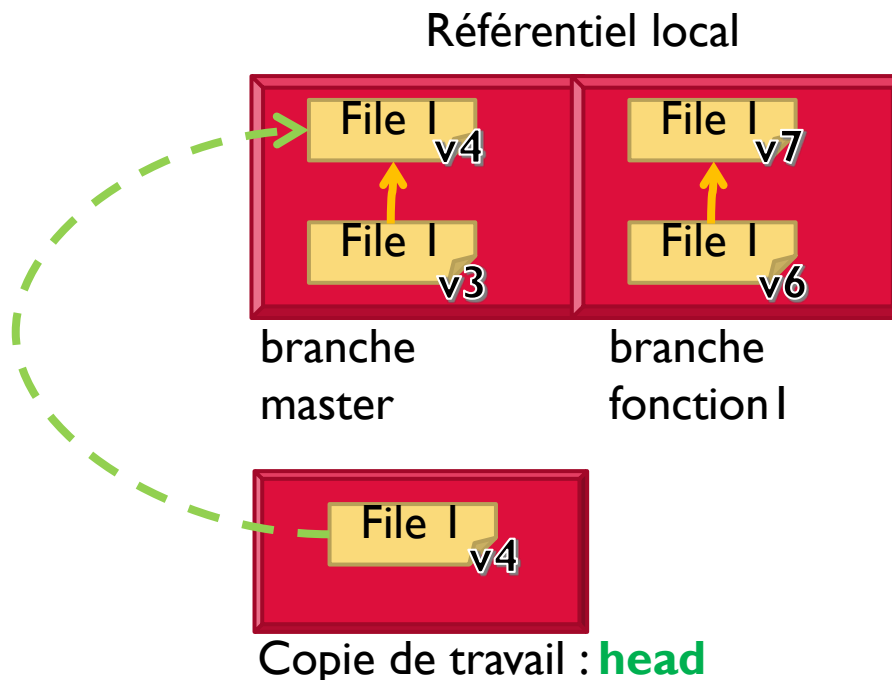 Référentiel local
File 1
v4
File 1
v7
File 1
v3
File 1
v6
branche
master
branche
fonction1
File 1
v4
Copie de travail : head